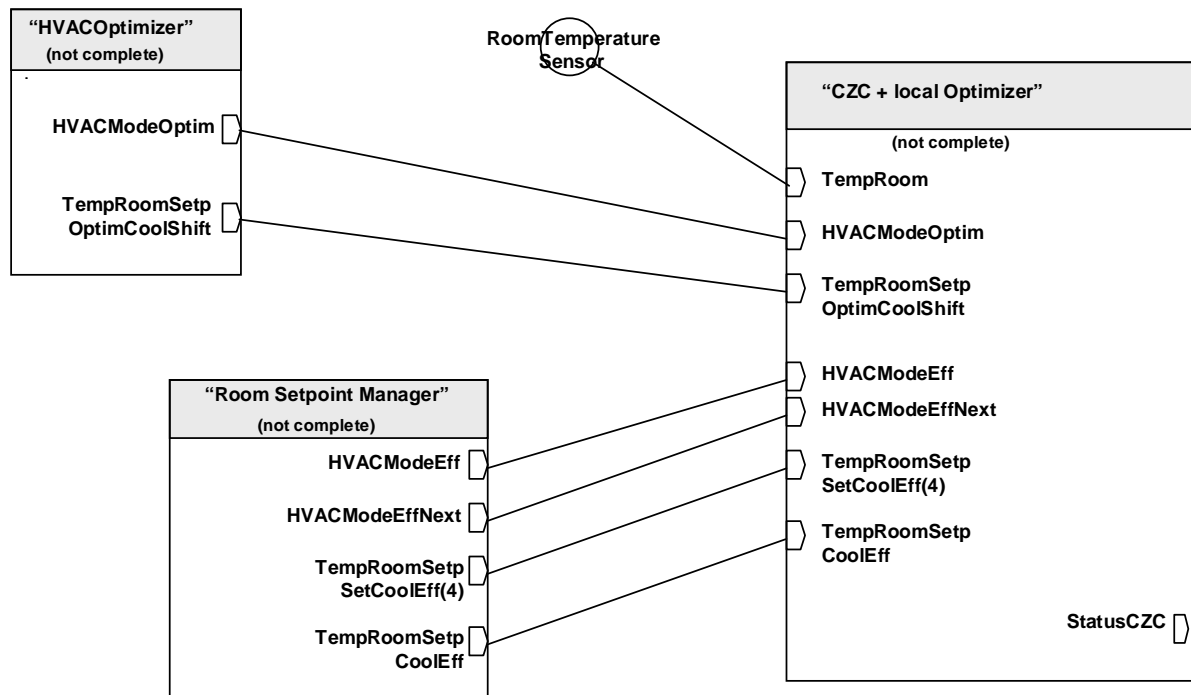 “HVACOptimizer”
(not complete)
.
HVACModeOptim
TempRoomSetp
OptimCoolShift
RoomTemperature
Sensor
“CZC + local Optimizer”
(not complete)
TempRoom
HVACModeOptim
TempRoomSetp
OptimCoolShift
HVACModeEff
HVACModeEffNext
TempRoomSetp
SetCoolEff(4)
TempRoomSetp
CoolEff
StatusCZC
“Room Setpoint Manager”
(not complete)
HVACModeEff
HVACModeEffNext
TempRoomSetp
SetCoolEff(4)
TempRoomSetp
CoolEff